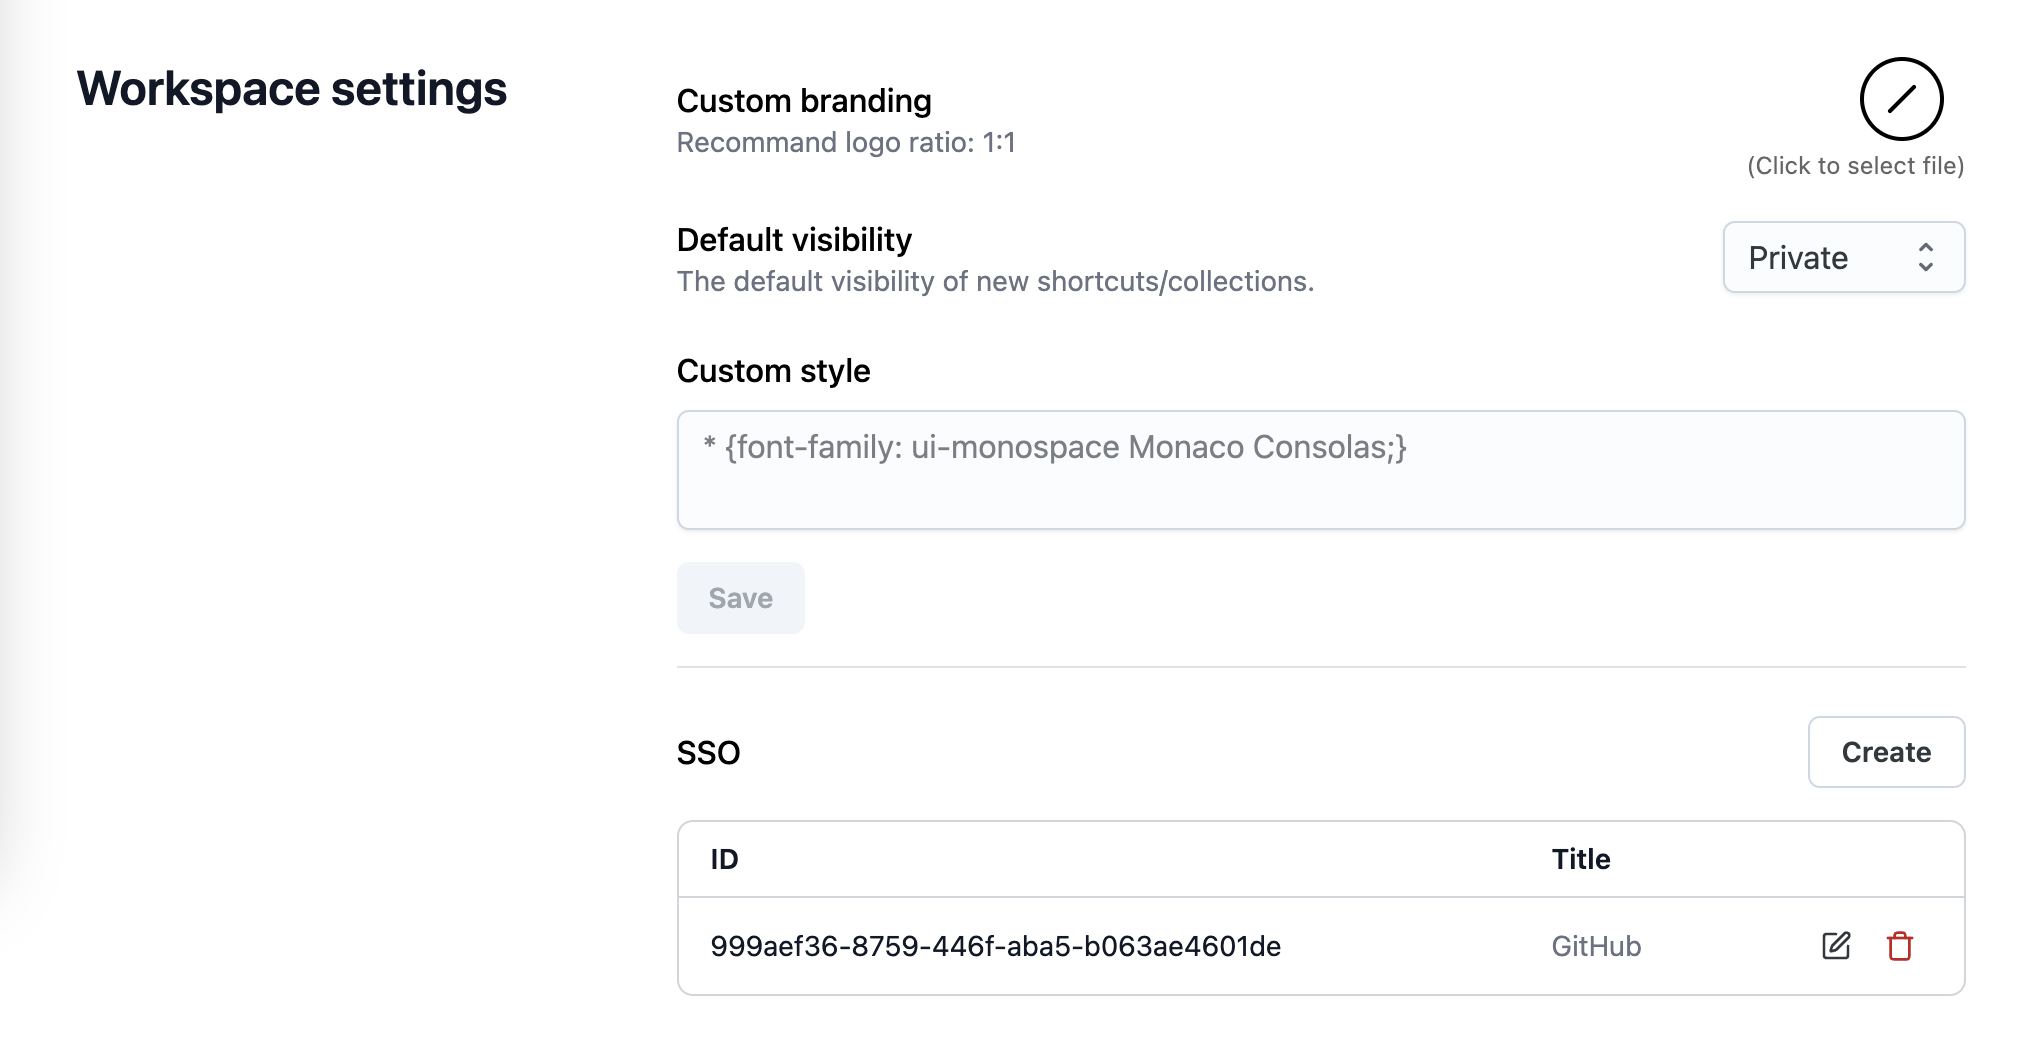 Workspace settings
Custom branding
Recommand logo ratio: 1:1
(Click to select file)
Default visibility
The default visibility of new shortcuts/collections.
Private
Custom style
* {font-family: ui-monospace Monaco Consolas;}
Save
SSO
Create
ID Title
999aef36-8759-446f-aba5-b063ae4601de GitHub